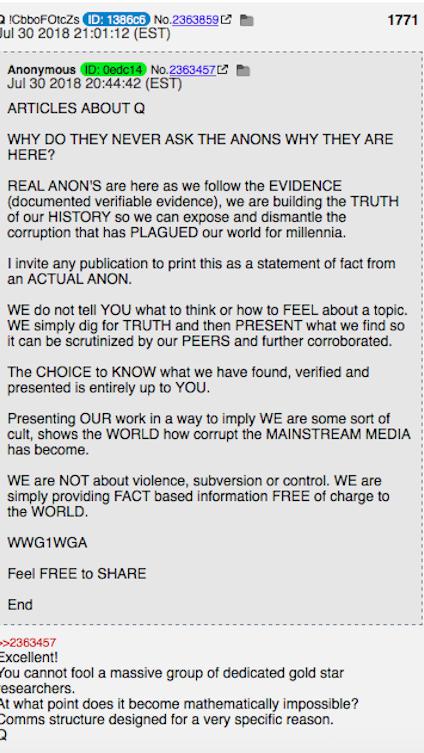 Q !CbboFOtcZs ID: 1386c6 No.2363859 1771
Jul 30 2018 21:01:12 (EST)
Anonymous ID: 0edc14 No.2363457
Jul 30 2018 20:44:42 (EST)
ARTICLES ABOUT Q
WHY DO THEY NEVER ASK THE ANONS WHY THEY ARE
HERE?
REAL ANON'S are here as we follow the EVIDENCE
(documented verifiable evidence), we are building the TRUTH
of our HISTORY so we can expose and dismantle the
corruption that has PLAGUED our world for millennia.
I invite any publication to print this as a statement of fact from
an ACTUAL ANON.
WE do not tell YOU what to think or how to FEEL about a topic.
WE simply dig for TRUTH and then PRESENT what we find so
it can be scrutinized by our PEERS and further corroborated.
The CHOICE to KNOW what we have found, verified and
presented is entirely up to YOU.
Presenting OUR work in a way to imply WE are some sort of
cult, shows the WORLD how corrupt the MAINSTREAM MEDIA
has become.
WE are NOT about violence, subversion or control. WE are
simply providing FACT based information FREE of charge to
the WORLD.
WWG1WGA
Feel FREE to SHARE
End
>>2363457
Excellent!
You cannot fool a massive group of dedicated gold star
researchers.
At what point does it become mathematically impossible?
Comms structure designed for a very specific reason.
Q